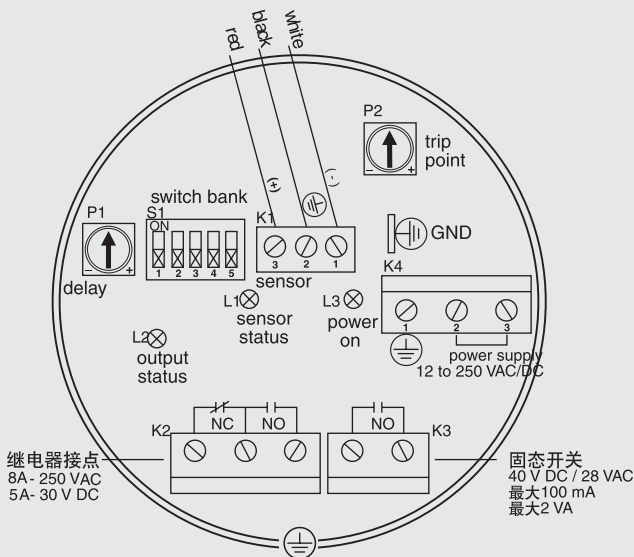 red
black
white
(+)
(-)
P2
trip
point
switch bank
P1
S1
ON
1 2 3 4 5
K1
3 2 1
GND
K4
delay
sensor
L1
sensor
status
L3
power
on
1 2 3
L2
output
status
power supply
12 to 250 VAC/DC
K2
NC
NO
NO
K3
继电器接点
8A - 250 VAC
5A - 30 V DC
固态开关
40 V DC / 28 VAC
最大100 mA
最大2 VA